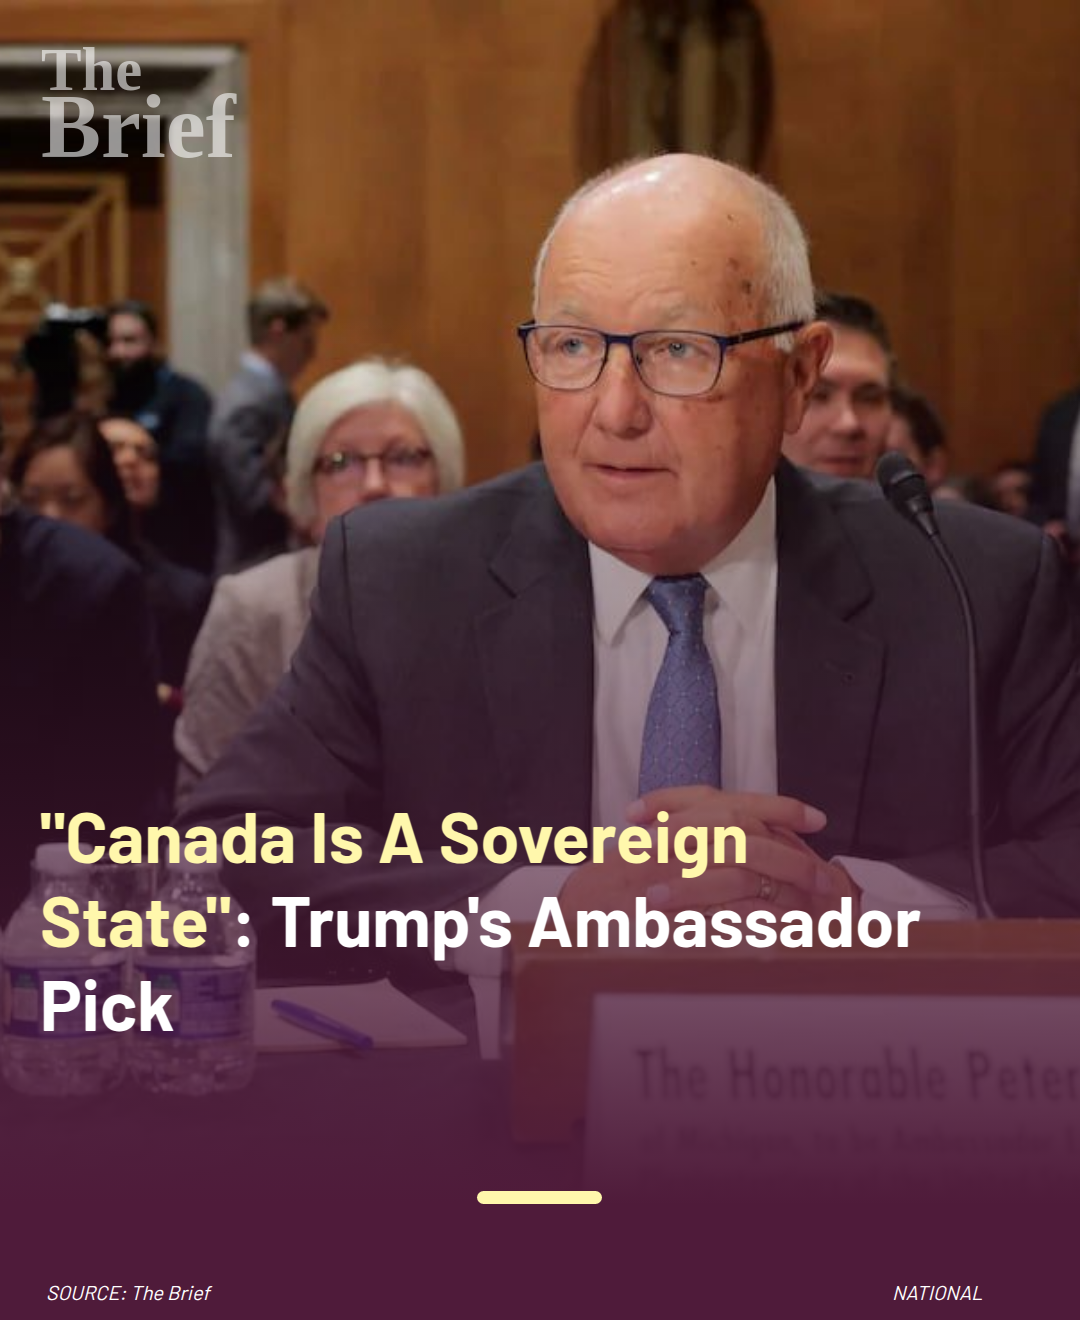 The
Brief
"Canada Is A Sovereign
State": Trump's Ambassador
Pick
The Honorable Peter
SOURCE: The Brief
NATIONAL